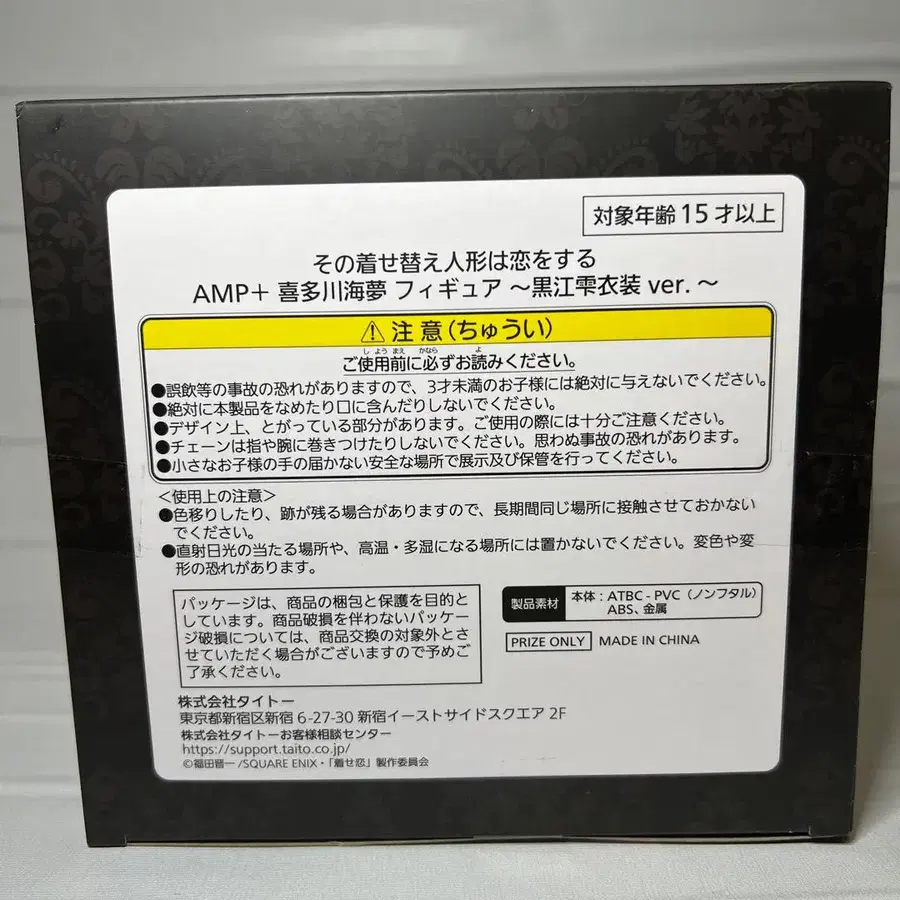 対象年齢 15 才以上
その着せ替え人形は恋をする
AMP＋ 喜多川海夢 フィギュア ～黒江雫衣装 ver. ～
⚠ 注意(ちゅうい)
しようまえ かなら よ
ご使用前に必ずお読みください。
●誤飲等の事故の恐れがありますので、3才未満のお子様には絶対に与えないでください。
●絶対に本製品をなめたり口に含んだりしないでください。
●デザイン上、とがっている部分があります。ご使用の際には十分ご注意ください。
●チェーンは指や腕に巻きつけたりしないでください。思わぬ事故の恐れがあります。
●小さなお子様の手の届かない安全な場所で展示及び保管を行ってください。
＜使用上の注意＞
●色移りしたり、跡が残る場合がありますので、長期間同じ場所に接触させておかない
でください。
●直射日光の当たる場所や、高温・多湿になる場所には置かないでください。変色や変
形の恐れがあります。
パッケージは、商品の梱包と保護を目的と
しています。商品破損を伴わないパッケー
ジ破損については、商品交換の対象外とさ
せていただく場合がございますので予めご
了承ください。
製品素材
本体：ATBC - PVC（ノンフタル）
ABS、金属
PRIZE ONLY MADE IN CHINA
株式会社タイトー
東京都新宿区新宿 6-27-30 新宿イーストサイドスクエア 2F
株式会社タイトーお客様相談センター
https://support.taito.co.jp/
©福田晋一/SQUARE ENIX・「着せ恋」製作委員会